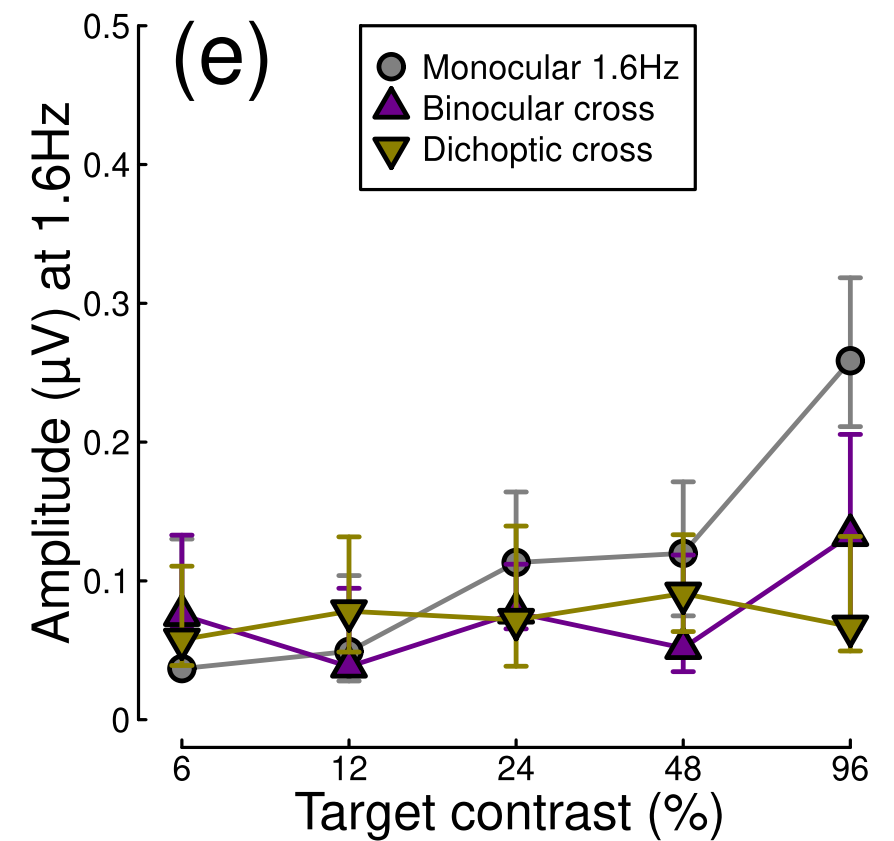 (e)
Monocular 1.6Hz
Binocular cross
Dichoptic cross
Amplitude (µV) at 1.6Hz
0.5
0.4
0.3
0.2
0.1
0
6 12 24 48 96
Target contrast (%)